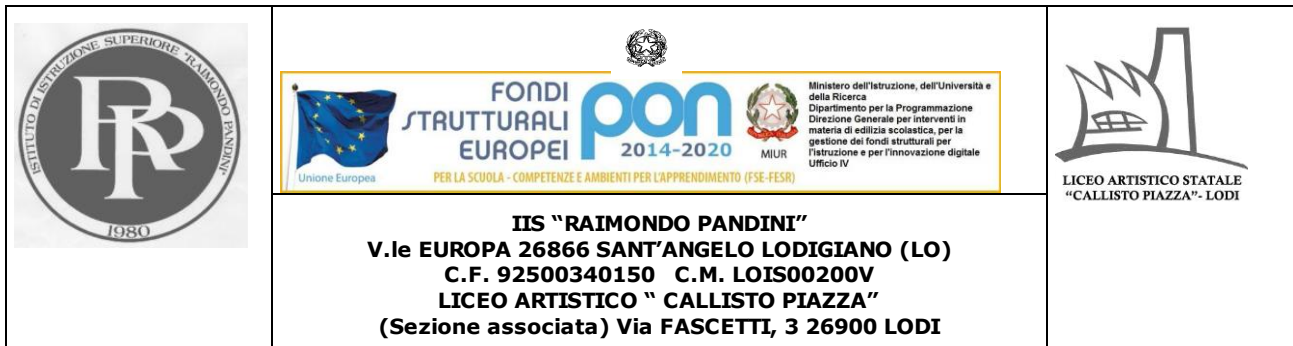 ISTITUTO DI ISTRUZIONE SUPERIORE "RAIMONDO PANDINI"
RP
1980
Unione Europea
FONDI
STRUTTURALI
EUROPEI
pon
2014-2020
MIUR
Ministero dell'Istruzione, dell'Università e
della Ricerca
Dipartimento per la Programmazione
Direzione Generale per interventi in
materia di edilizia scolastica, per la
gestione dei fondi strutturali per
l'istruzione e per l'innovazione digitale
Ufficio IV
PER LA SCUOLA - COMPETENZE E AMBIENTI PER L'APPRENDIMENTO (FSE-FESR)
IIS “RAIMONDO PANDINI”
V.le EUROPA 26866 SANT’ANGELO LODIGIANO (LO)
C.F. 92500340150 C.M. LOIS00200V
LICEO ARTISTICO “ CALLISTO PIAZZA”
(Sezione associata) Via FASCETTI, 3 26900 LODI
LICEO ARTISTICO STATALE
“CALLISTO PIAZZA”- LODI